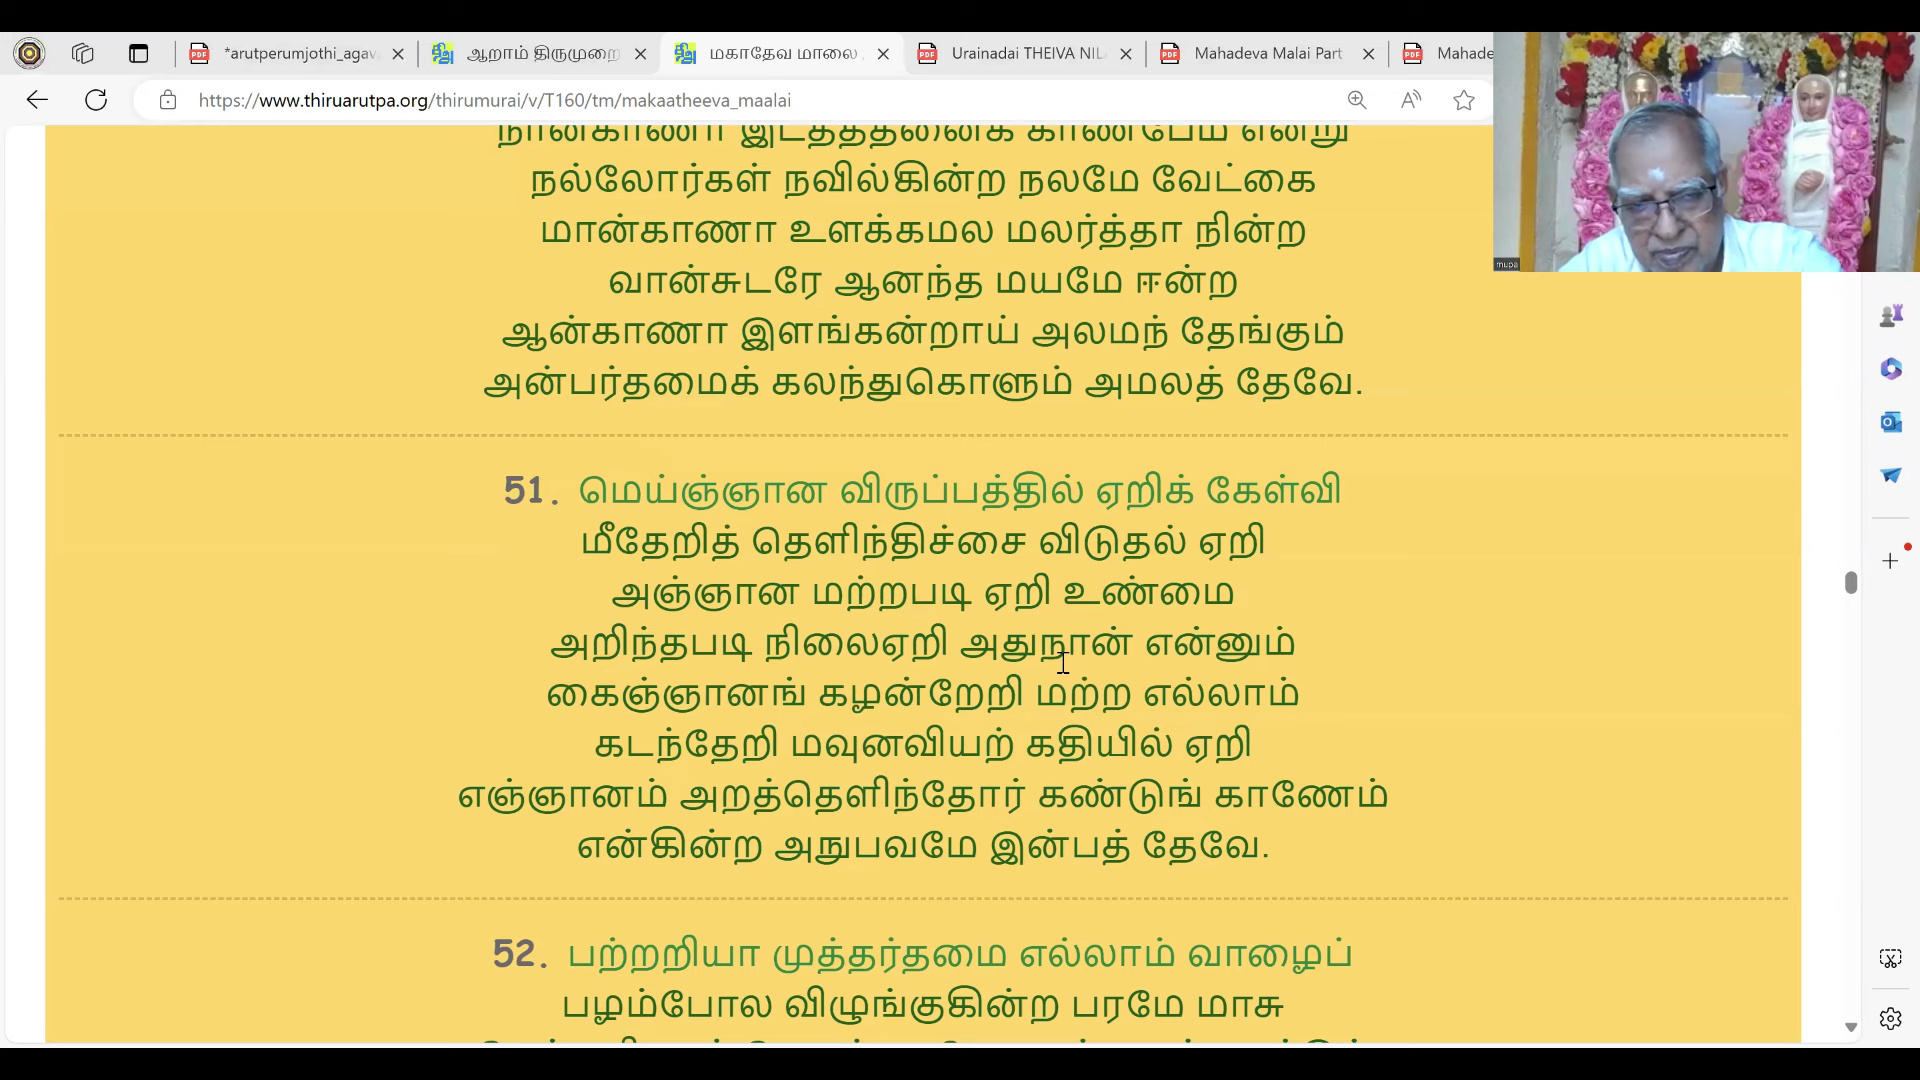 *arutperumjothi_agav
ஆறாம் திருமுறை
மகாதேவ மாலை
Urainadai THEIVA NIL
Mahadeva Malai Part
Mahade
https://www.thiruarutpa.org/thirumurai/v/T160/tm/makaatheeva_maalai
நான்காணா இடத்ததனைக் காண்பேம் என்று
நல்லோர்கள் நவில்கின்ற நலமே வேட்கை
மான்காணா உளக்கமல மலர்த்தா நின்ற
வான்சுடரே ஆனந்த மயமே ஈன்ற
ஆன்காணா இளங்கன்றாய் அலமந் தேங்கும்
அன்பர்தமைக் கலந்துகொளும் அமலத் தேவே.
51. மெய்ஞ்ஞான விருப்பத்தில் ஏறிக் கேள்வி
மீதேறித் தெளிந்திச்சை விடுதல் ஏறி
அஞ்ஞான மற்றபடி ஏறி உண்மை
அறிந்தபடி நிலைஏறி அதுநான் என்னும்
கைஞ்ஞானங் கழன்றேறி மற்ற எல்லாம்
கடந்தேறி மவுனவியற் கதியில் ஏறி
எஞ்ஞானம் அறத்தெளிந்தோர் கண்டுங் காணேம்
என்கின்ற அநுபவமே இன்பத் தேவே.
52. பற்றறியா முத்தர்தமை எல்லாம் வாழைப்
பழம்போல விழுங்குகின்ற பரமே மாசு
mupa